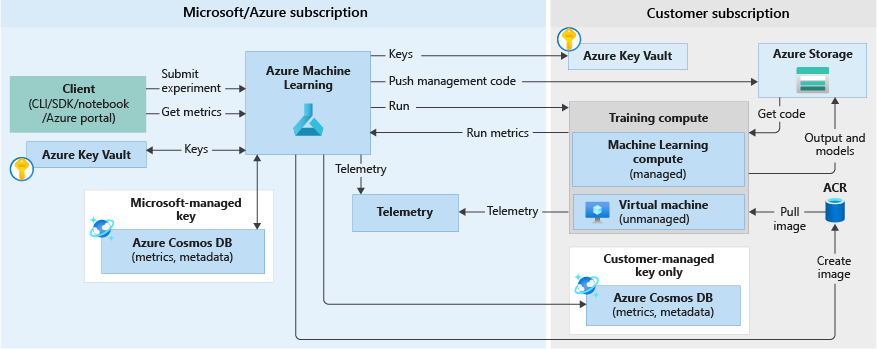 Microsoft/Azure subscription
Customer subscription
Client
(CLI/SDK/notebook
/Azure portal)
Submit
experiment
Get metrics
Azure Machine
Learning
Keys
Azure Key Vault
Push management code
Azure Storage
Run
Run metrics
Get code
Training compute
Machine Learning
compute
(managed)
Output and
models
Azure Key Vault
Keys
Telemetry
Telemetry
Telemetry
Virtual machine
(unmanaged)
Pull
image
ACR
Create
image
Microsoft-managed
key
Azure Cosmos DB
(metrics, metadata)
Customer-managed
key only
Azure Cosmos DB
(metrics, metadata)